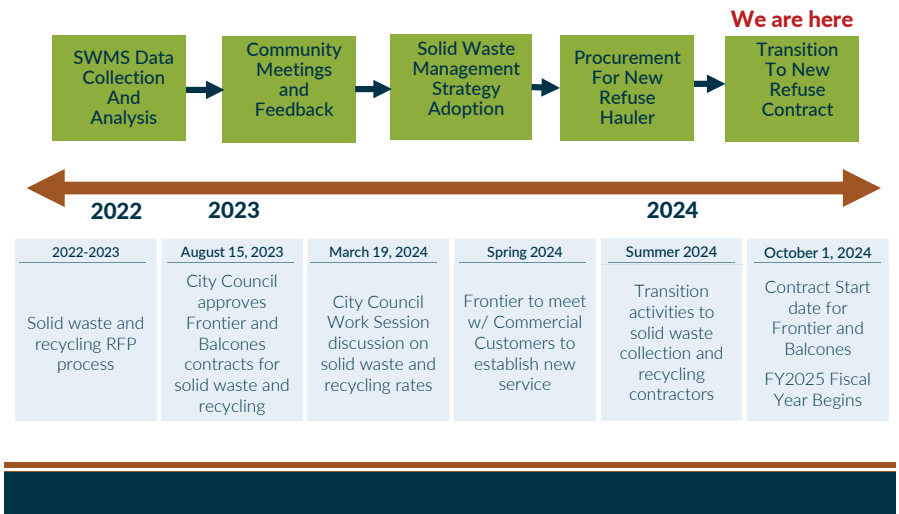 We are here
SWMS Data
Collection
And
Analysis
Community
Meetings
and
Feedback
Solid Waste
Management
Strategy
Adoption
Procurement
For New
Refuse
Hauler
Transition
To New
Refuse
Contract
2022
2023
2024
2022-2023
Solid waste and
recycling RFP
process
August 15, 2023
City Council
approves
Frontier and
Balcones
contracts for
solid waste and
recycling
March 19, 2024
City Council
Work Session
discussion on
solid waste and
recycling rates
Spring 2024
Frontier to meet
w/ Commercial
Customers to
establish new
service
Summer 2024
Transition
activities to
solid waste
collection and
recycling
contractors
October 1, 2024
Contract Start
date for
Frontier and
Balcones
FY2025 Fiscal
Year Begins